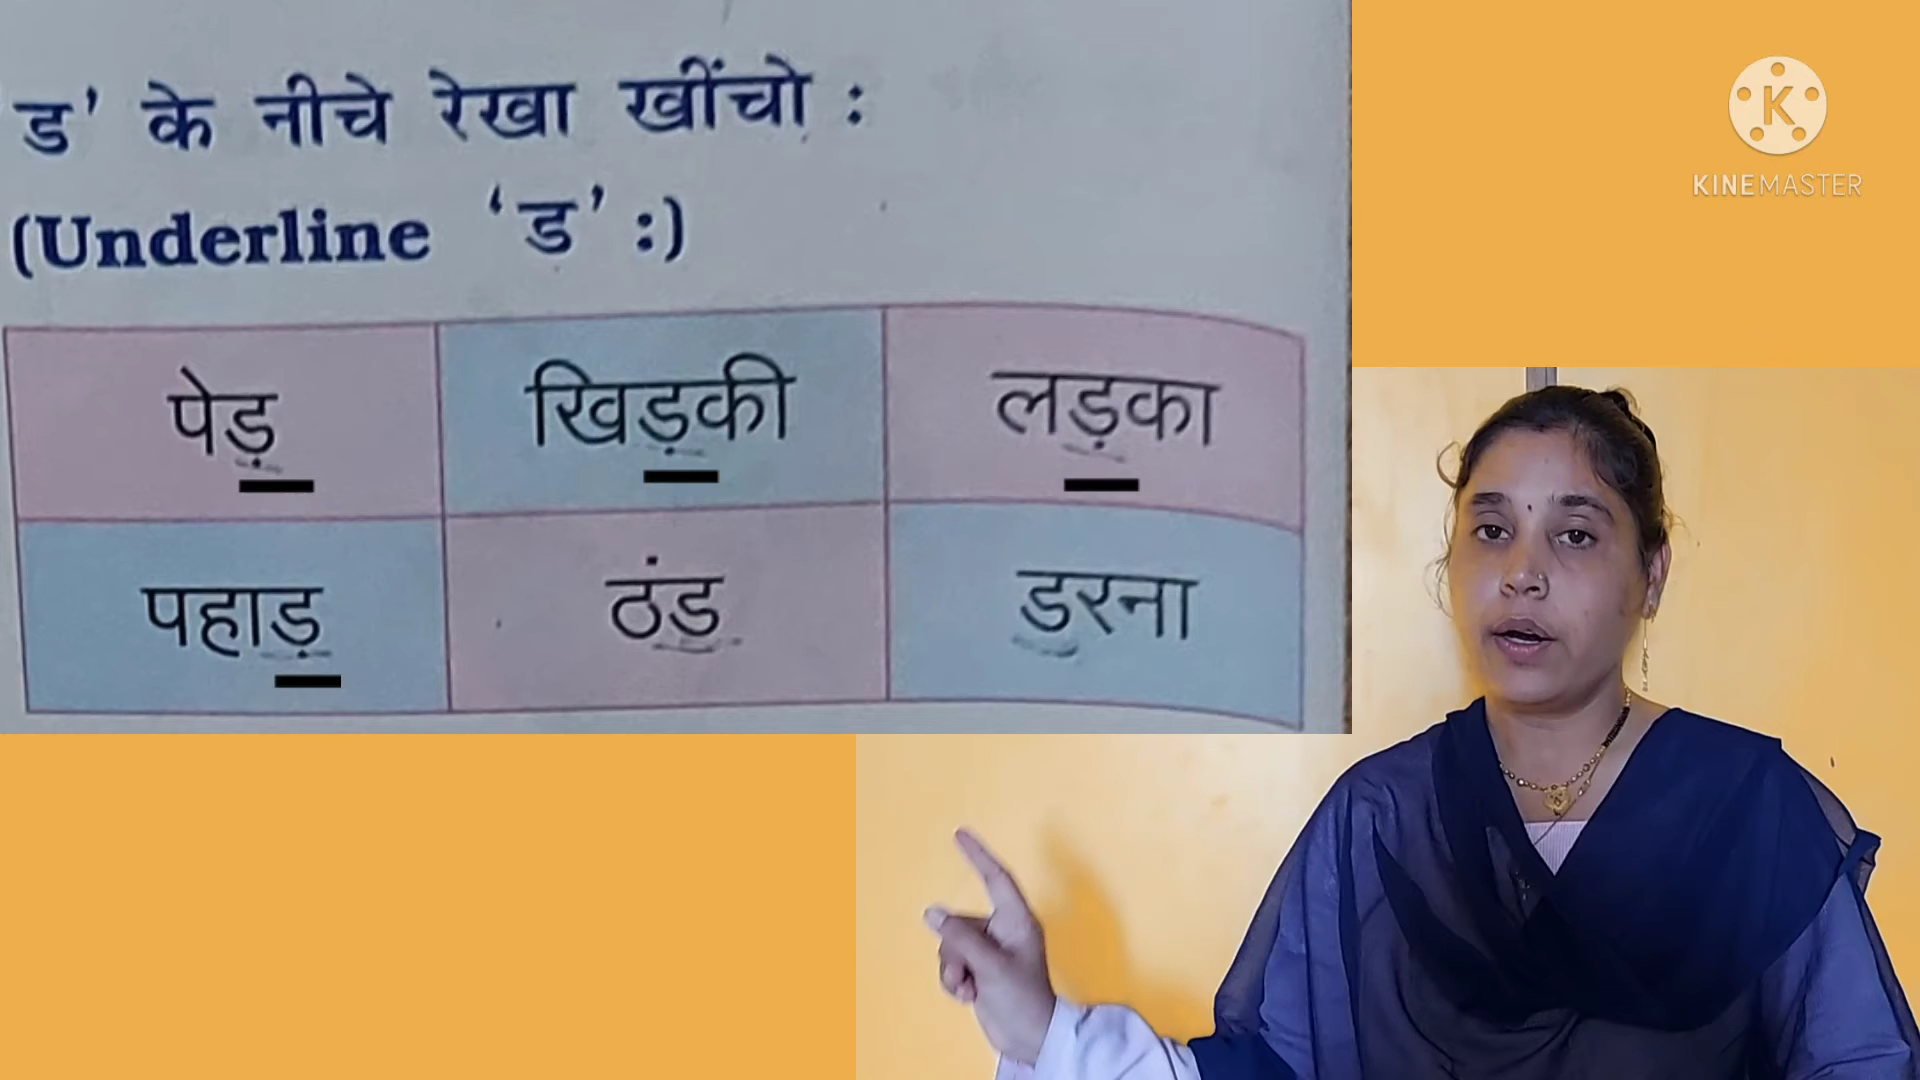 ड' के नीचे रेखा खींचो :
(Underline 'ड' :)
पेड़ खिड़की लड़का
पहाड़ ठंड डरना
K
KINEMASTER